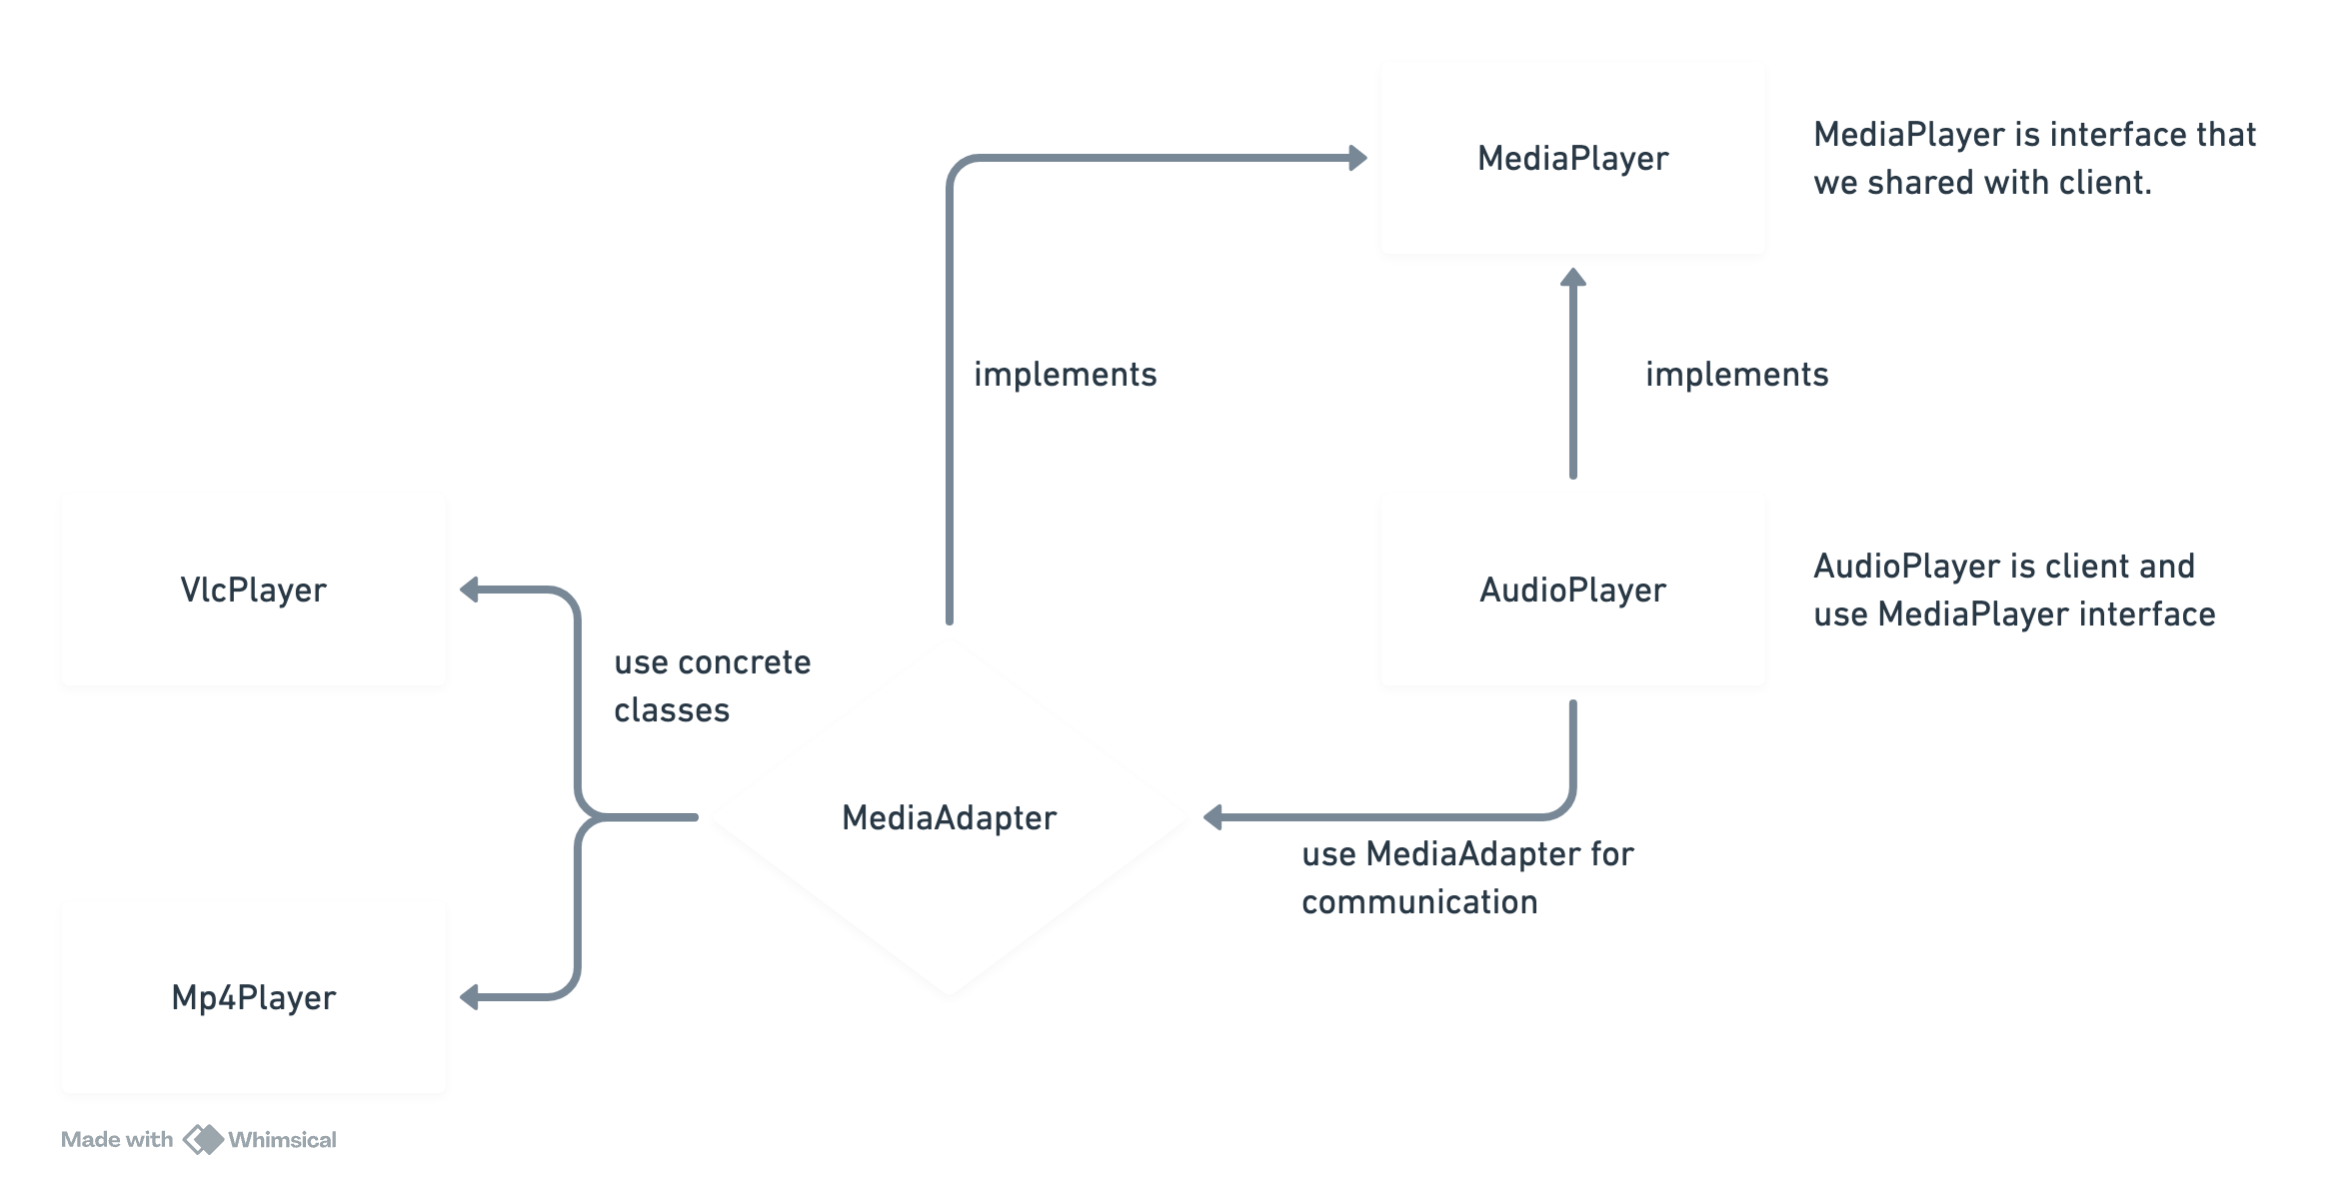 MediaPlayer
MediaPlayer is interface that
we shared with client.
implements
implements
VlcPlayer
AudioPlayer
AudioPlayer is client and
use MediaPlayer interface
use concrete
classes
MediaAdapter
use MediaAdapter for
communication
Mp4Player
Made with Whimsical